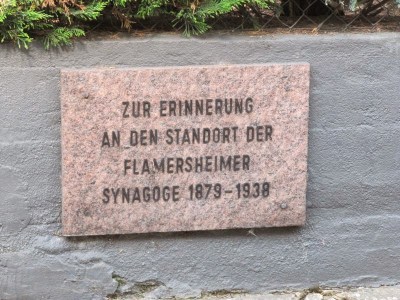 ZUR ERINNERUNG
AN DEN STANDORT DER
FLAMERSHEIMER
SYNAGOGE 1879-1938